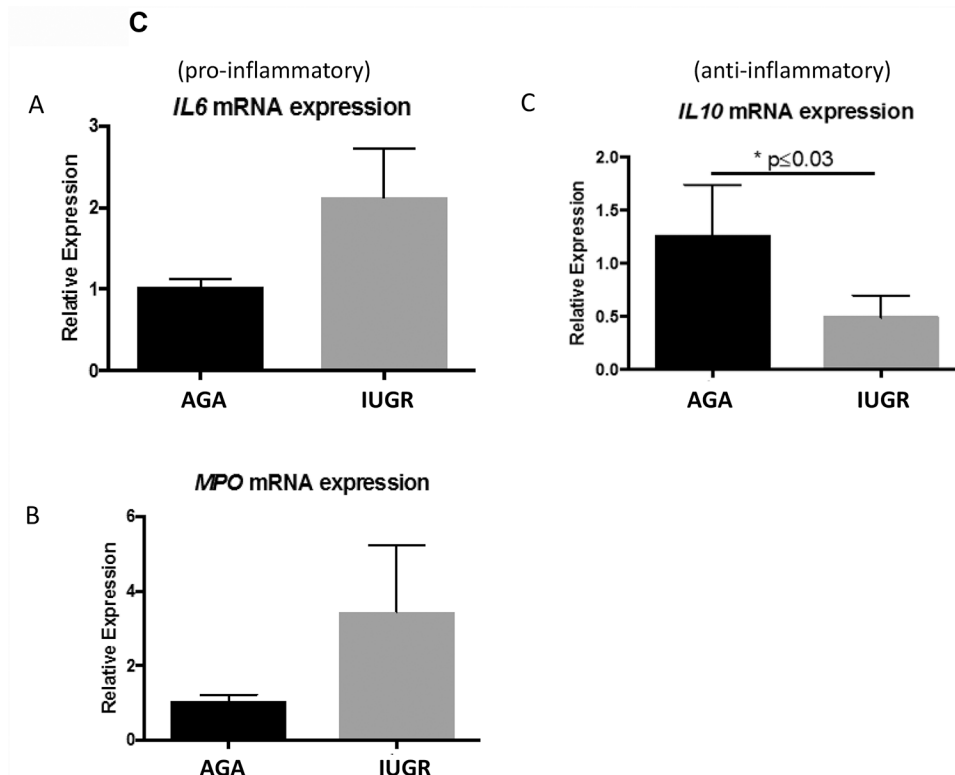 C
(pro-inflammatory)
A
IL6 mRNA expression
Relative Expression
3
2
1
0
AGA
IUGR
(anti-inflammatory)
C
IL10 mRNA expression
* p≤0.03
Relative Expression
2.0
1.5
1.0
0.5
0.0
AGA
IUGR
B
MPO mRNA expression
Relative Expression
6
4
2
0
AGA
IUGR